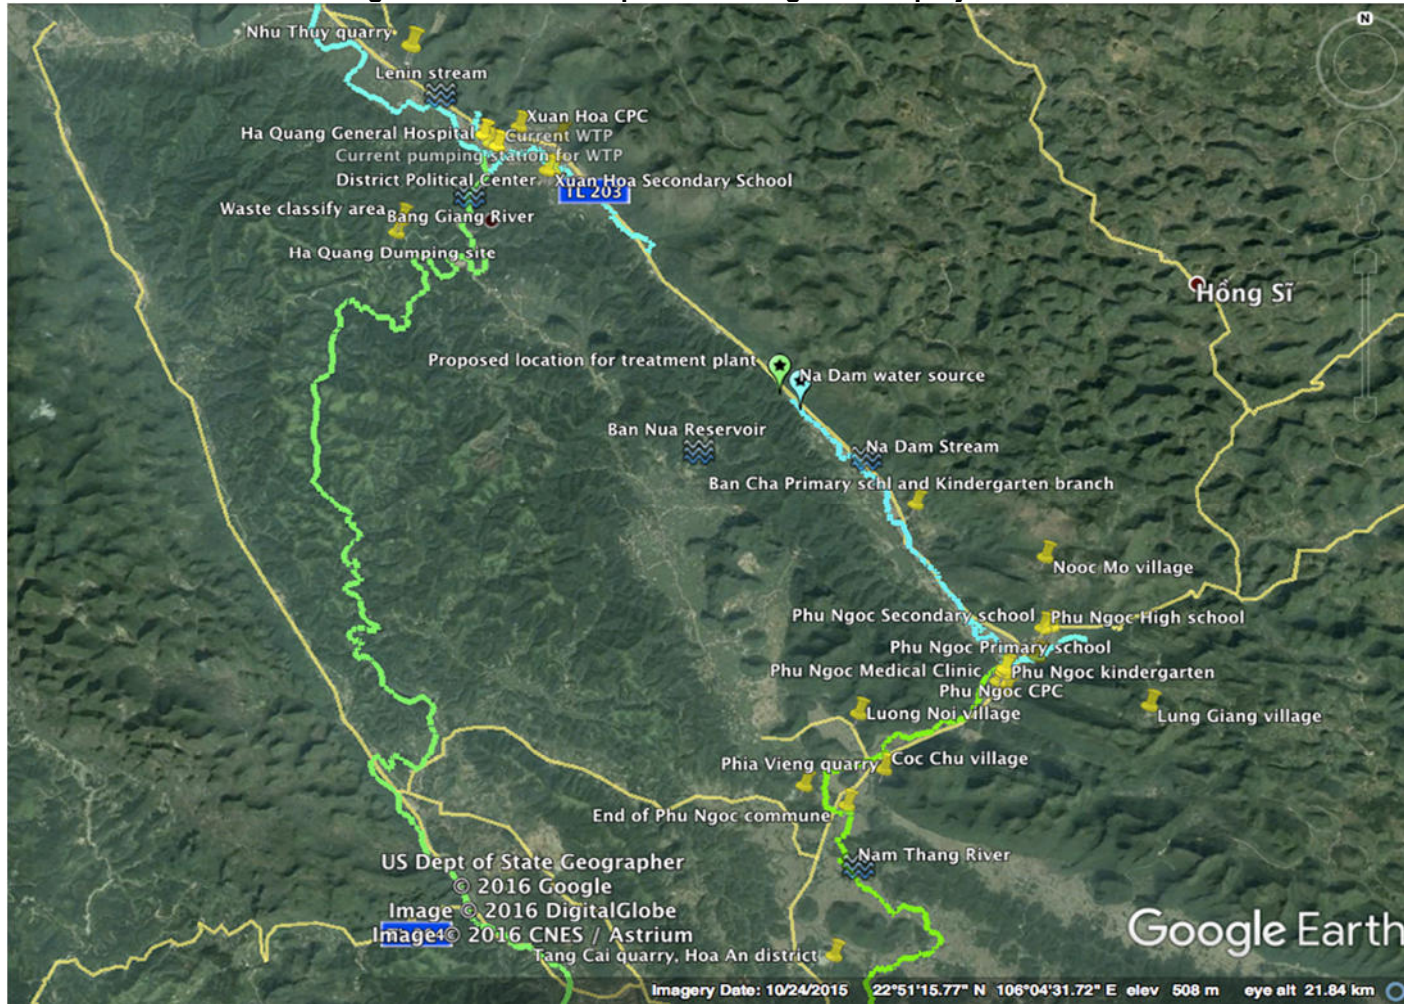 N
Nhu Thuy quarry
Lenin stream
Xuan Hoa CPC
Ha Quang General Hospital
Current WTP
Current pumping station for WTP
District Political Center
Xuan Hoa Secondary School
TL 203
Waste classify area
Bang Giang River
Ha Quang Dumping site
Hồng Sĩ
Proposed location for treatment plant
Na Dam water source
Ban Nua Reservoir
Na Dam Stream
Ban Cha Primary schl and Kindergarten branch
Nooc Mo village
Phu Ngoc Secondary school
Phu Ngoc High school
Phu Ngoc Primary school
Phu Ngoc Medical Clinic
Phu Ngoc kindergarten
Phu Ngoc CPC
Luong Noi village
Lung Giang village
Phia Vieng quarry
Coc Chu village
End of Phu Ngoc commune
Nam Thang River
US Dept of State Geographer
© 2016 Google
Image © 2016 DigitalGlobe
Image © 2016 CNES / Astrium
Tang Cai quarry, Hoa An district
Google Earth
Imagery Date: 10/24/2015 22°51'15.77" N 106°04'31.72" E elev 508 m eye alt 21.84 km